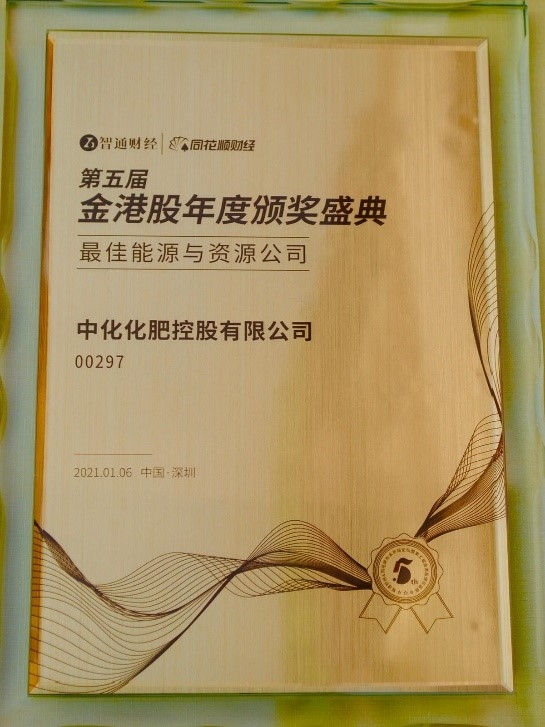 智通财经 同花顺财经
第五届
金港股年度颁奖盛典
最佳能源与资源公司
中化化肥控股有限公司
00297
2021.01.06 中国·深圳
5th